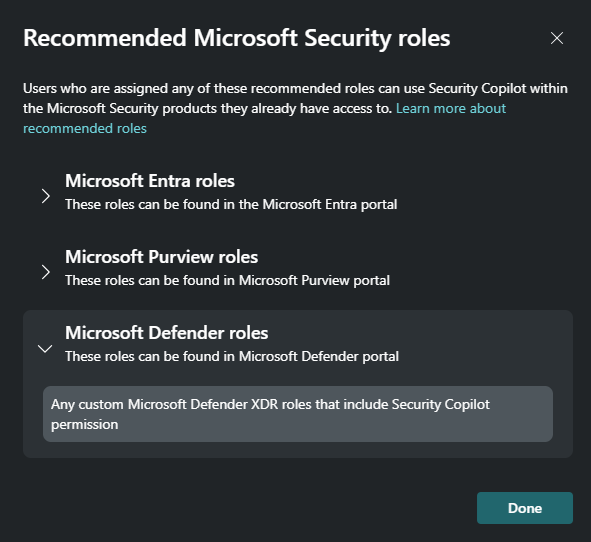 Recommended Microsoft Security roles
Users who are assigned any of these recommended roles can use Security Copilot within
the Microsoft Security products they already have access to. Learn more about
recommended roles
Microsoft Entra roles
These roles can be found in the Microsoft Entra portal
Microsoft Purview roles
These roles can be found in Microsoft Purview portal
Microsoft Defender roles
These roles can be found in Microsoft Defender portal
Any custom Microsoft Defender XDR roles that include Security Copilot
permission
Done